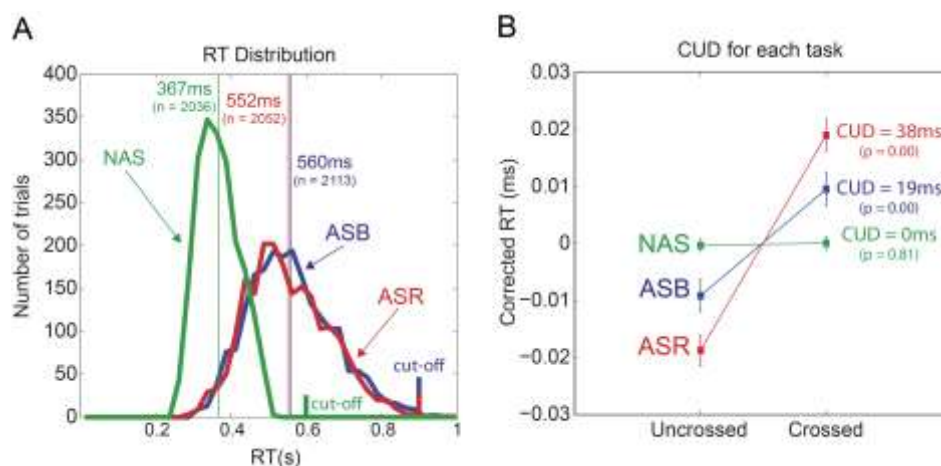 A
RT Distribution
400
350
300
250
200
150
100
50
0
Number of trials
367ms
(n = 2036)
552ms
(n = 2052)
560ms
(n = 2113)
NAS
ASB
ASR
cut-off
cut-off
0.2
0.4
0.6
0.8
1
RT(s)
B
CUD for each task
0.03
0.02
0.01
0
−0.01
−0.02
−0.03
Corrected RT (ms)
CUD = 38ms
(p = 0.00)
CUD = 19ms
(p = 0.00)
NAS
CUD = 0ms
(p = 0.81)
ASB
ASR
Uncrossed
Crossed